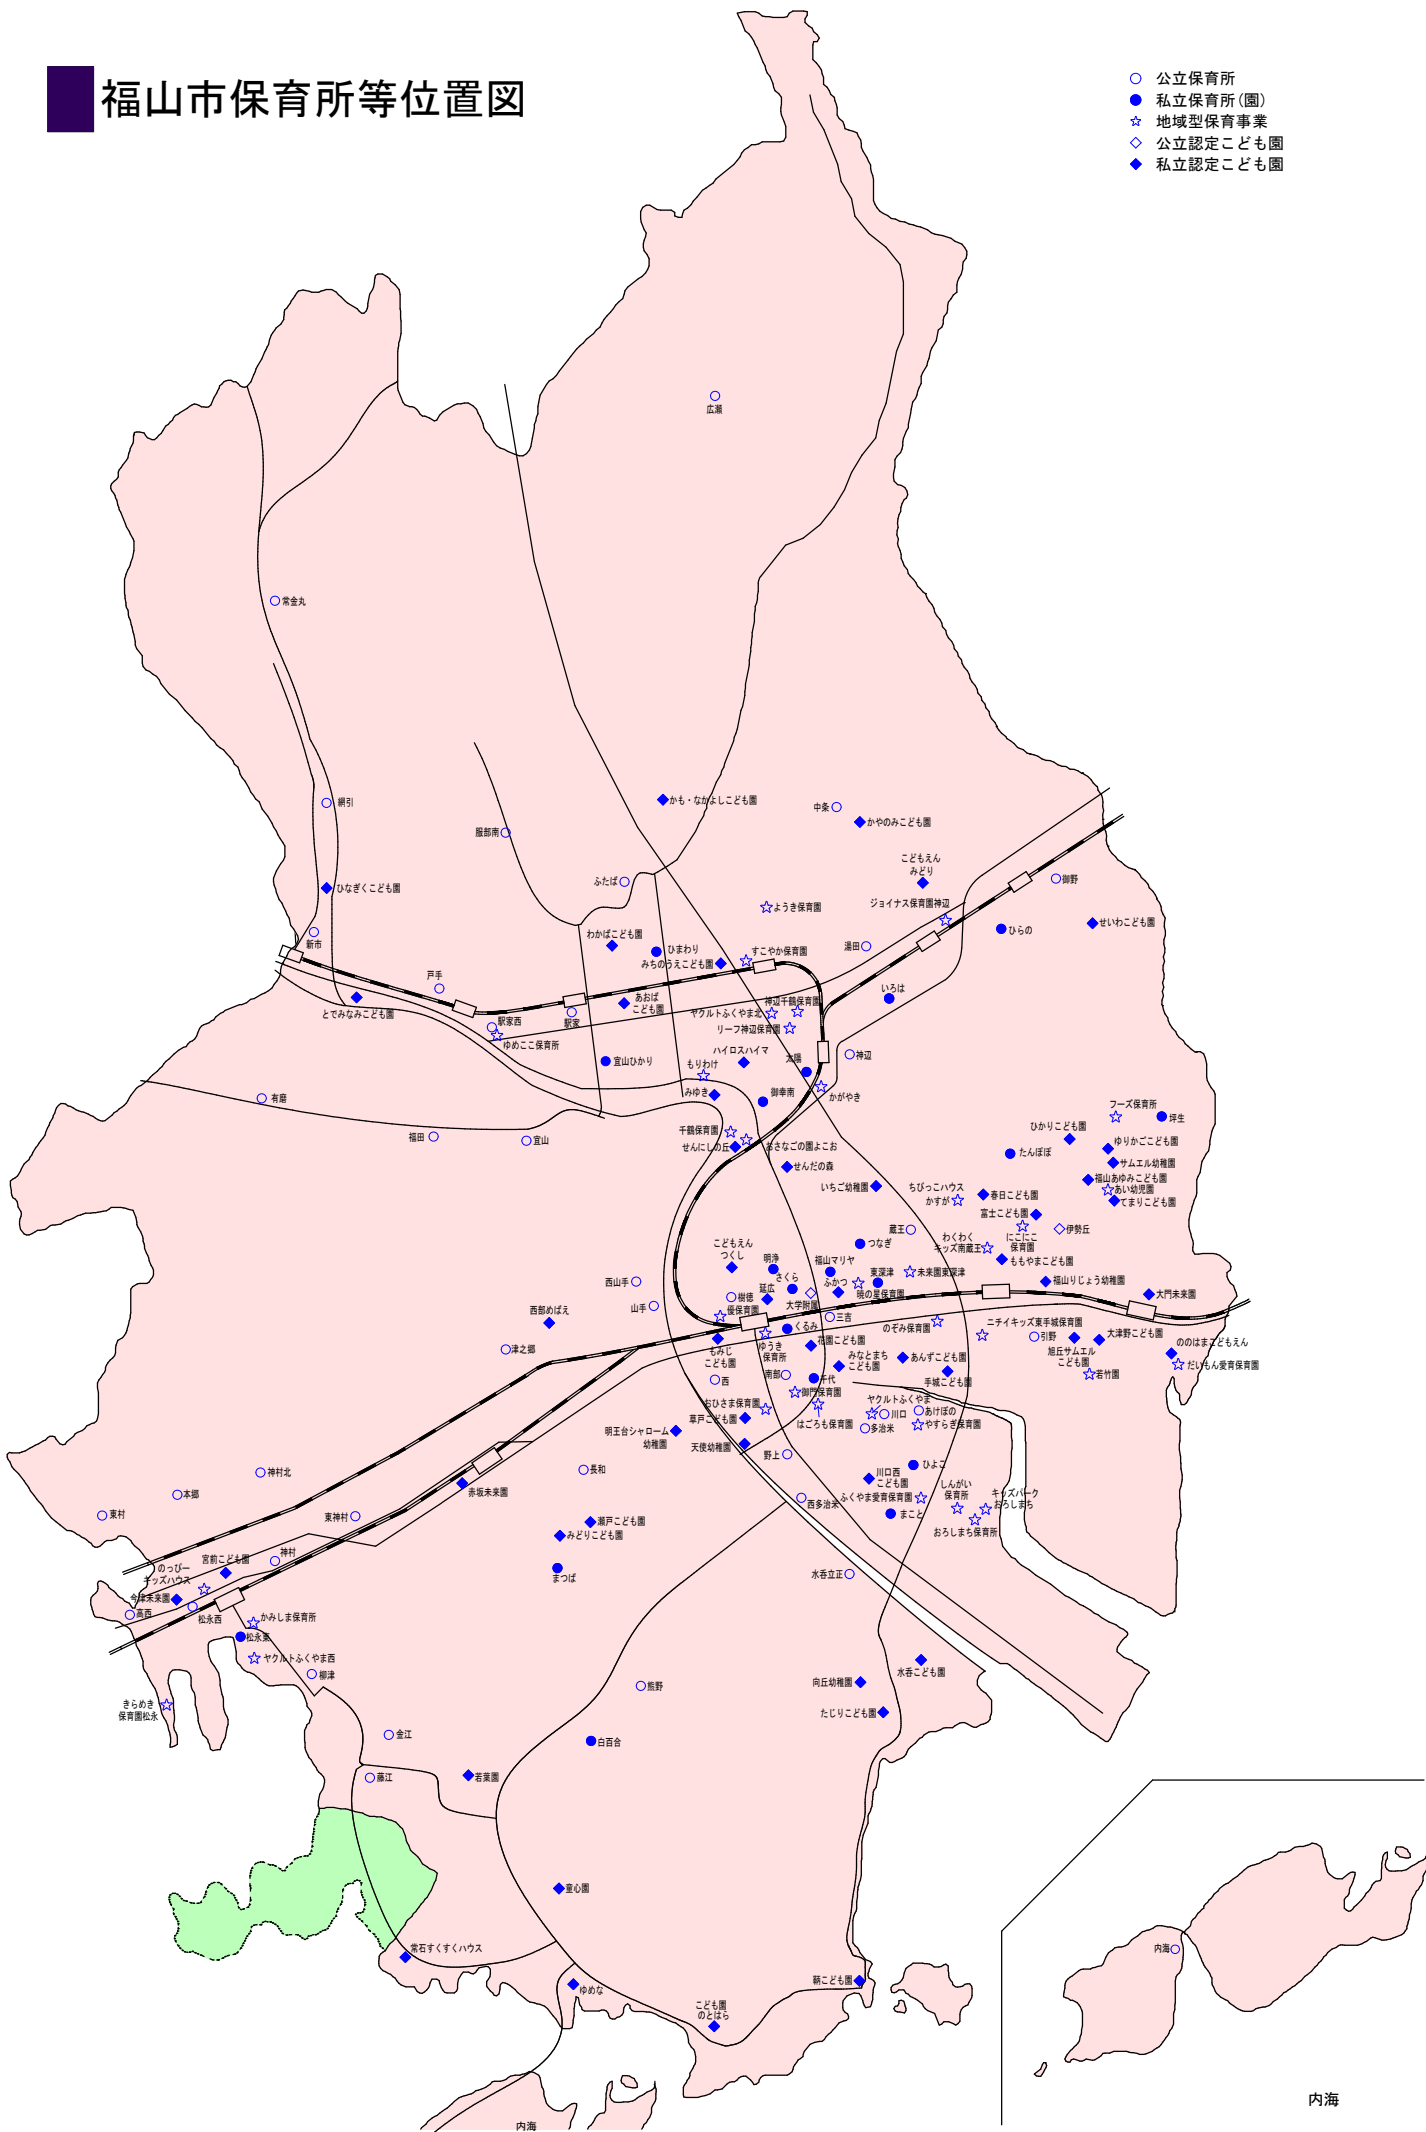 福山市保育所等位置図
公立保育所
私立保育所(園)
地域型保育事業
公立認定こども園
私立認定こども園
広瀬
常金丸
網引
かも・なかよしこども園
中条
かやのみこども園
服部南
こどもえん
みどり
ふたば
御野
ひなぎくこども園
ジョイナス保育園神辺
ようき保育園
せいわこども園
ひらの
新市
わかばこども園
ひまわり
すこやか保育園
湯田
みちのうえこども園
戸手
とでみなみこども園
あおば
こども園
いろは
神辺千鶴保育園
ヤクルトふくやま北
駅家西
駅家
リーフ神辺保育園
ゆめここ保育所
ハイロスハイマ
太陽
神辺
宜山ひかり
もりわけ
みゆき
御幸南
かがやき
有磨
フーズ保育所
坪生
千鶴保育園
ひかりこども園
福田
宜山
せんにしの丘
おさなごの園よこお
ゆりかごこども園
たんぽぽ
サムエル幼稚園
せんだの森
福山あゆみこども園
いちご幼稚園
ちびっこハウス
かすが
春日こども園
あい幼児園
てまりこども園
富士こども園
蔵王
伊勢丘
わくわく
キッズ南蔵王
にこにこ
保育園
つなぎ
こどもえん
つくし
明浄
福山マリヤ
ももやまこども園
さくら
東深津
未来園東深津
西山手
ふかつ
福山りじょう幼稚園
延広
樹徳
大学附属
暁の星保育園
大門未来園
山手
西部めばえ
優保育園
三吉
のぞみ保育園
ニチイキッズ東手城保育園
くるみ
引野
大津野こども園
もみじ
こども園
ゆうき
保育所
花園こども園
旭丘サムエル
こども園
ののはまこどもえん
津之郷
みなとまち
こども園
あんずこども園
だいもん愛育保育園
西
南部
千代
手城こども園
若竹園
御門保育園
おひさま保育園
ヤクルトふくやま
あけぼの
川口
草戸こども園
はごろも保育園
多治米
やすらぎ保育園
明王台シャローム
幼稚園
天使幼稚園
野上
ひよこ
神村北
長和
川口西
こども園
しんがい
保育所
赤坂未来園
本郷
西多治米
ふくやま愛育保育園
キッズパーク
おろしまち
東村
東神村
瀬戸こども園
まこと
みどりこども園
おろしまち保育所
神村
宮前こども園
のっぴー
キッズハウス
まつば
水呑立正
今津未来園
高西
松永西
かみしま保育所
松永東
ヤクルトふくやま西
水呑こども園
柳津
向丘幼稚園
熊野
きらめき
保育園松永
たじりこども園
金江
白百合
藤江
若葉園
童心園
常石すくすくハウス
内海
鞆こども園
ゆめな
こども園
のとはら
内海
内海